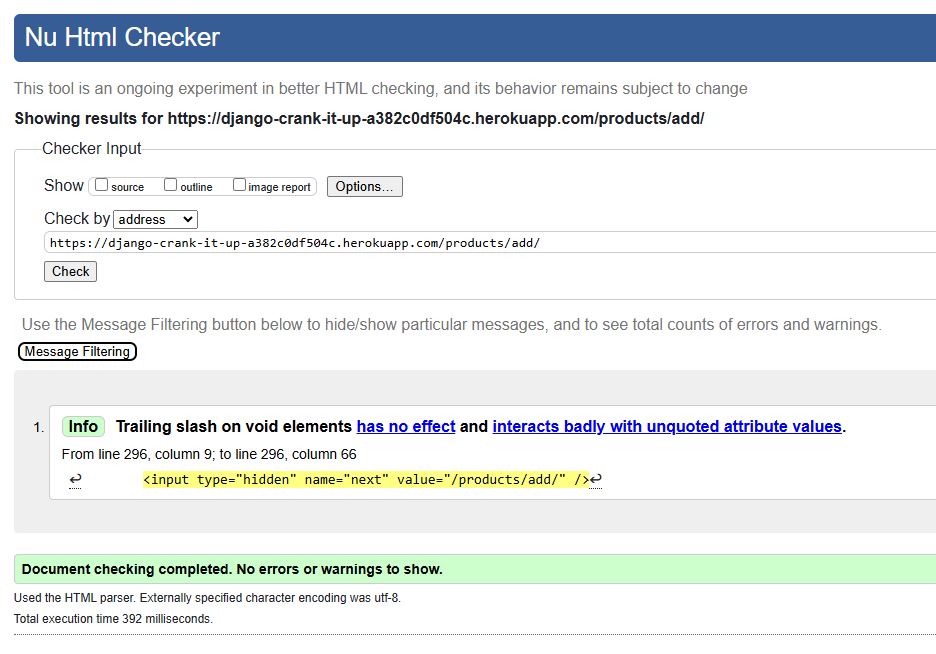 Nu Html Checker
This tool is an ongoing experiment in better HTML checking, and its behavior remains subject to change
Showing results for https://django-crank-it-up-a382c0df504c.herokuapp.com/products/add/
Checker Input
Show source outline image report Options...
Check by address
https://django-crank-it-up-a382c0df504c.herokuapp.com/products/add/
Check
Use the Message Filtering button below to hide/show particular messages, and to see total counts of errors and warnings.
Message Filtering
1. Info Trailing slash on void elements has no effect and interacts badly with unquoted attribute values.
From line 296, column 9; to line 296, column 66
↩ <input type="hidden" name="next" value="/products/add/" />↩
Document checking completed. No errors or warnings to show.
Used the HTML parser. Externally specified character encoding was utf-8.
Total execution time 392 milliseconds.